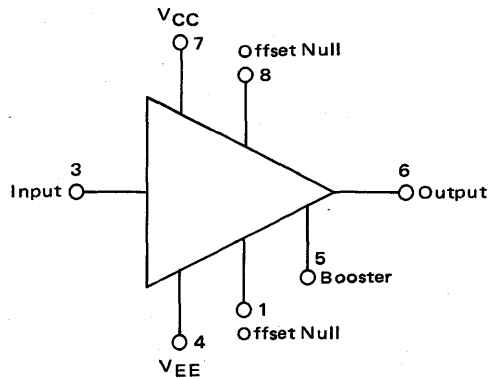 VCC
7
Offset Null
8
3
Input
6
Output
5
Booster
1
Offset Null
4
VEE